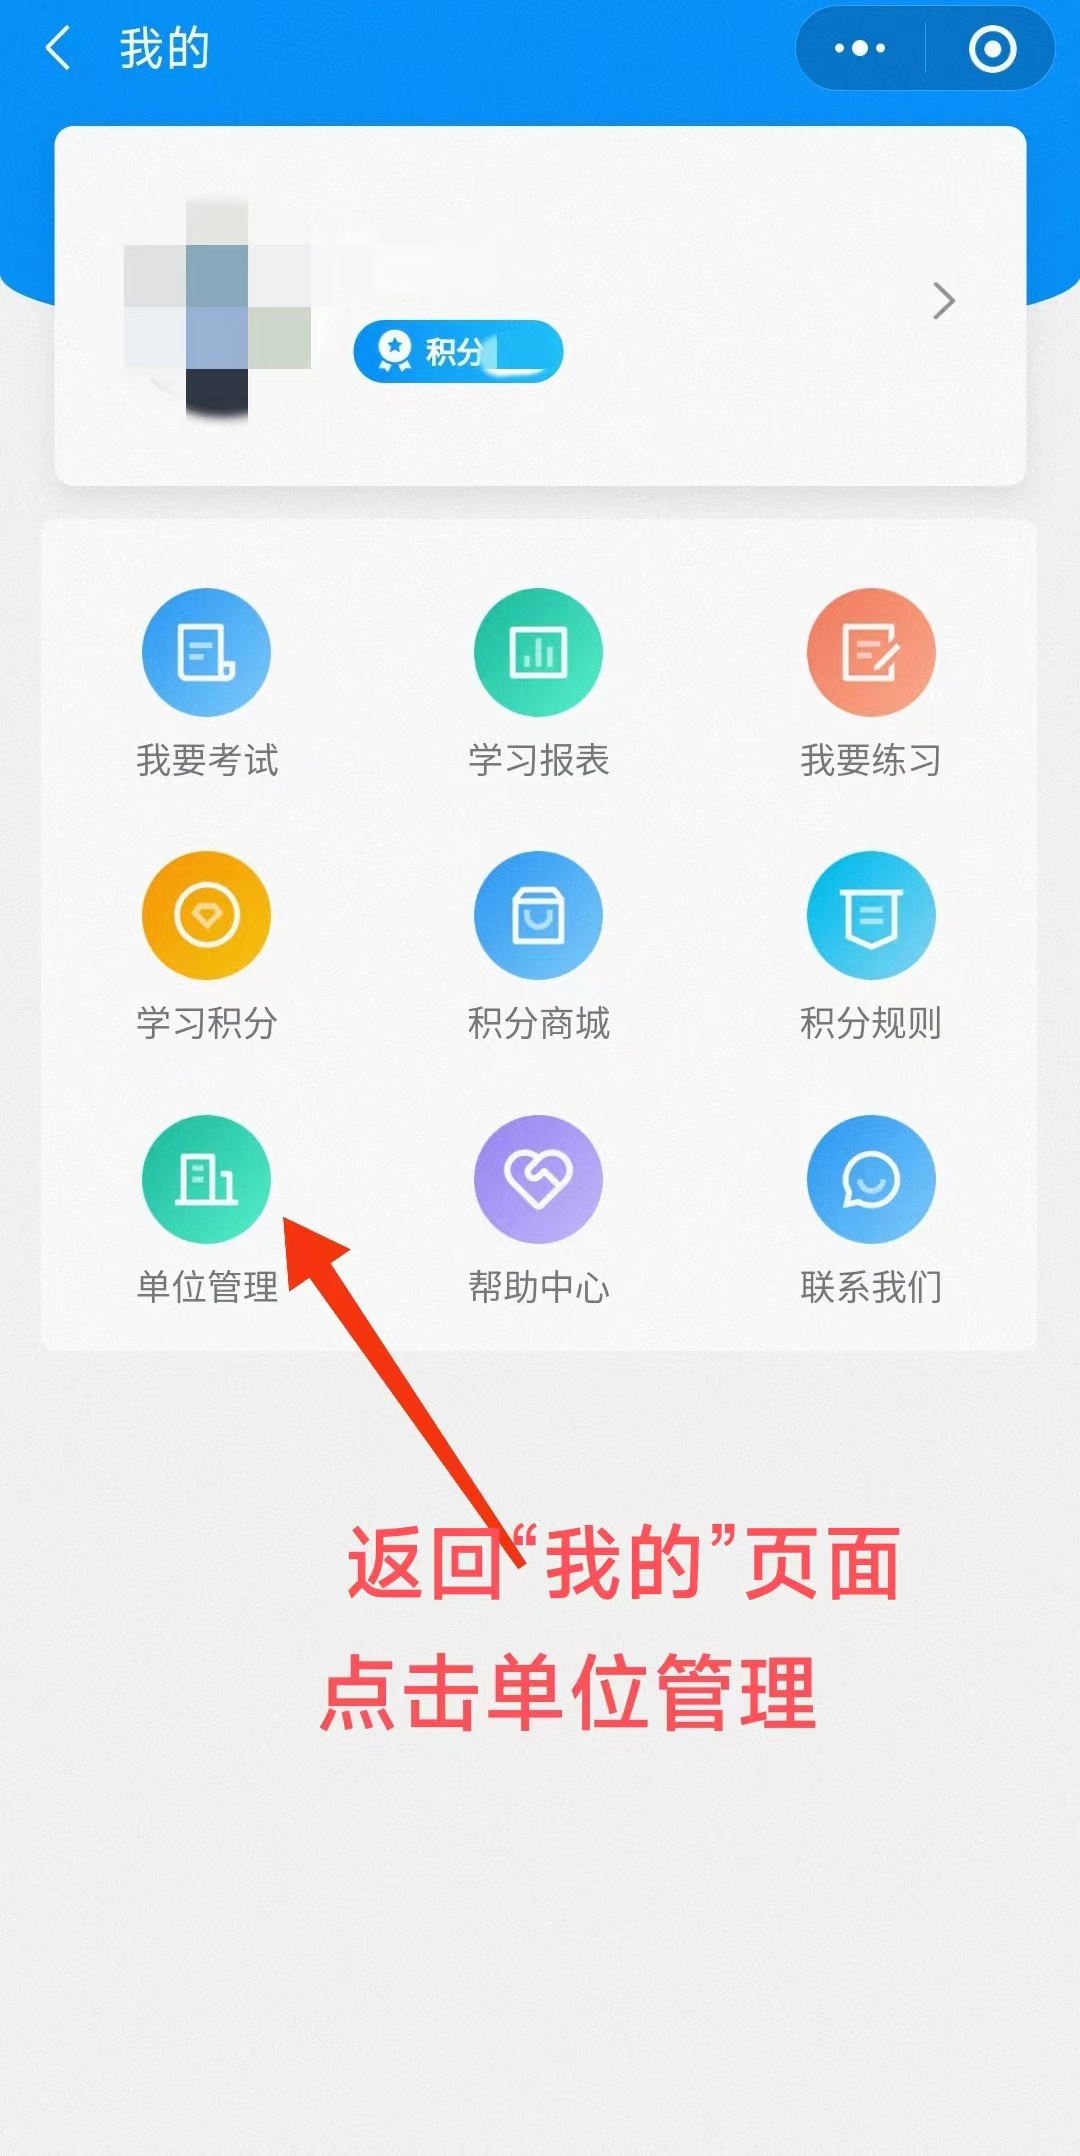 我的
积分
我要考试
学习报表
我要练习
学习积分
积分商城
积分规则
单位管理
帮助中心
联系我们
返回“我的”页面
点击单位管理